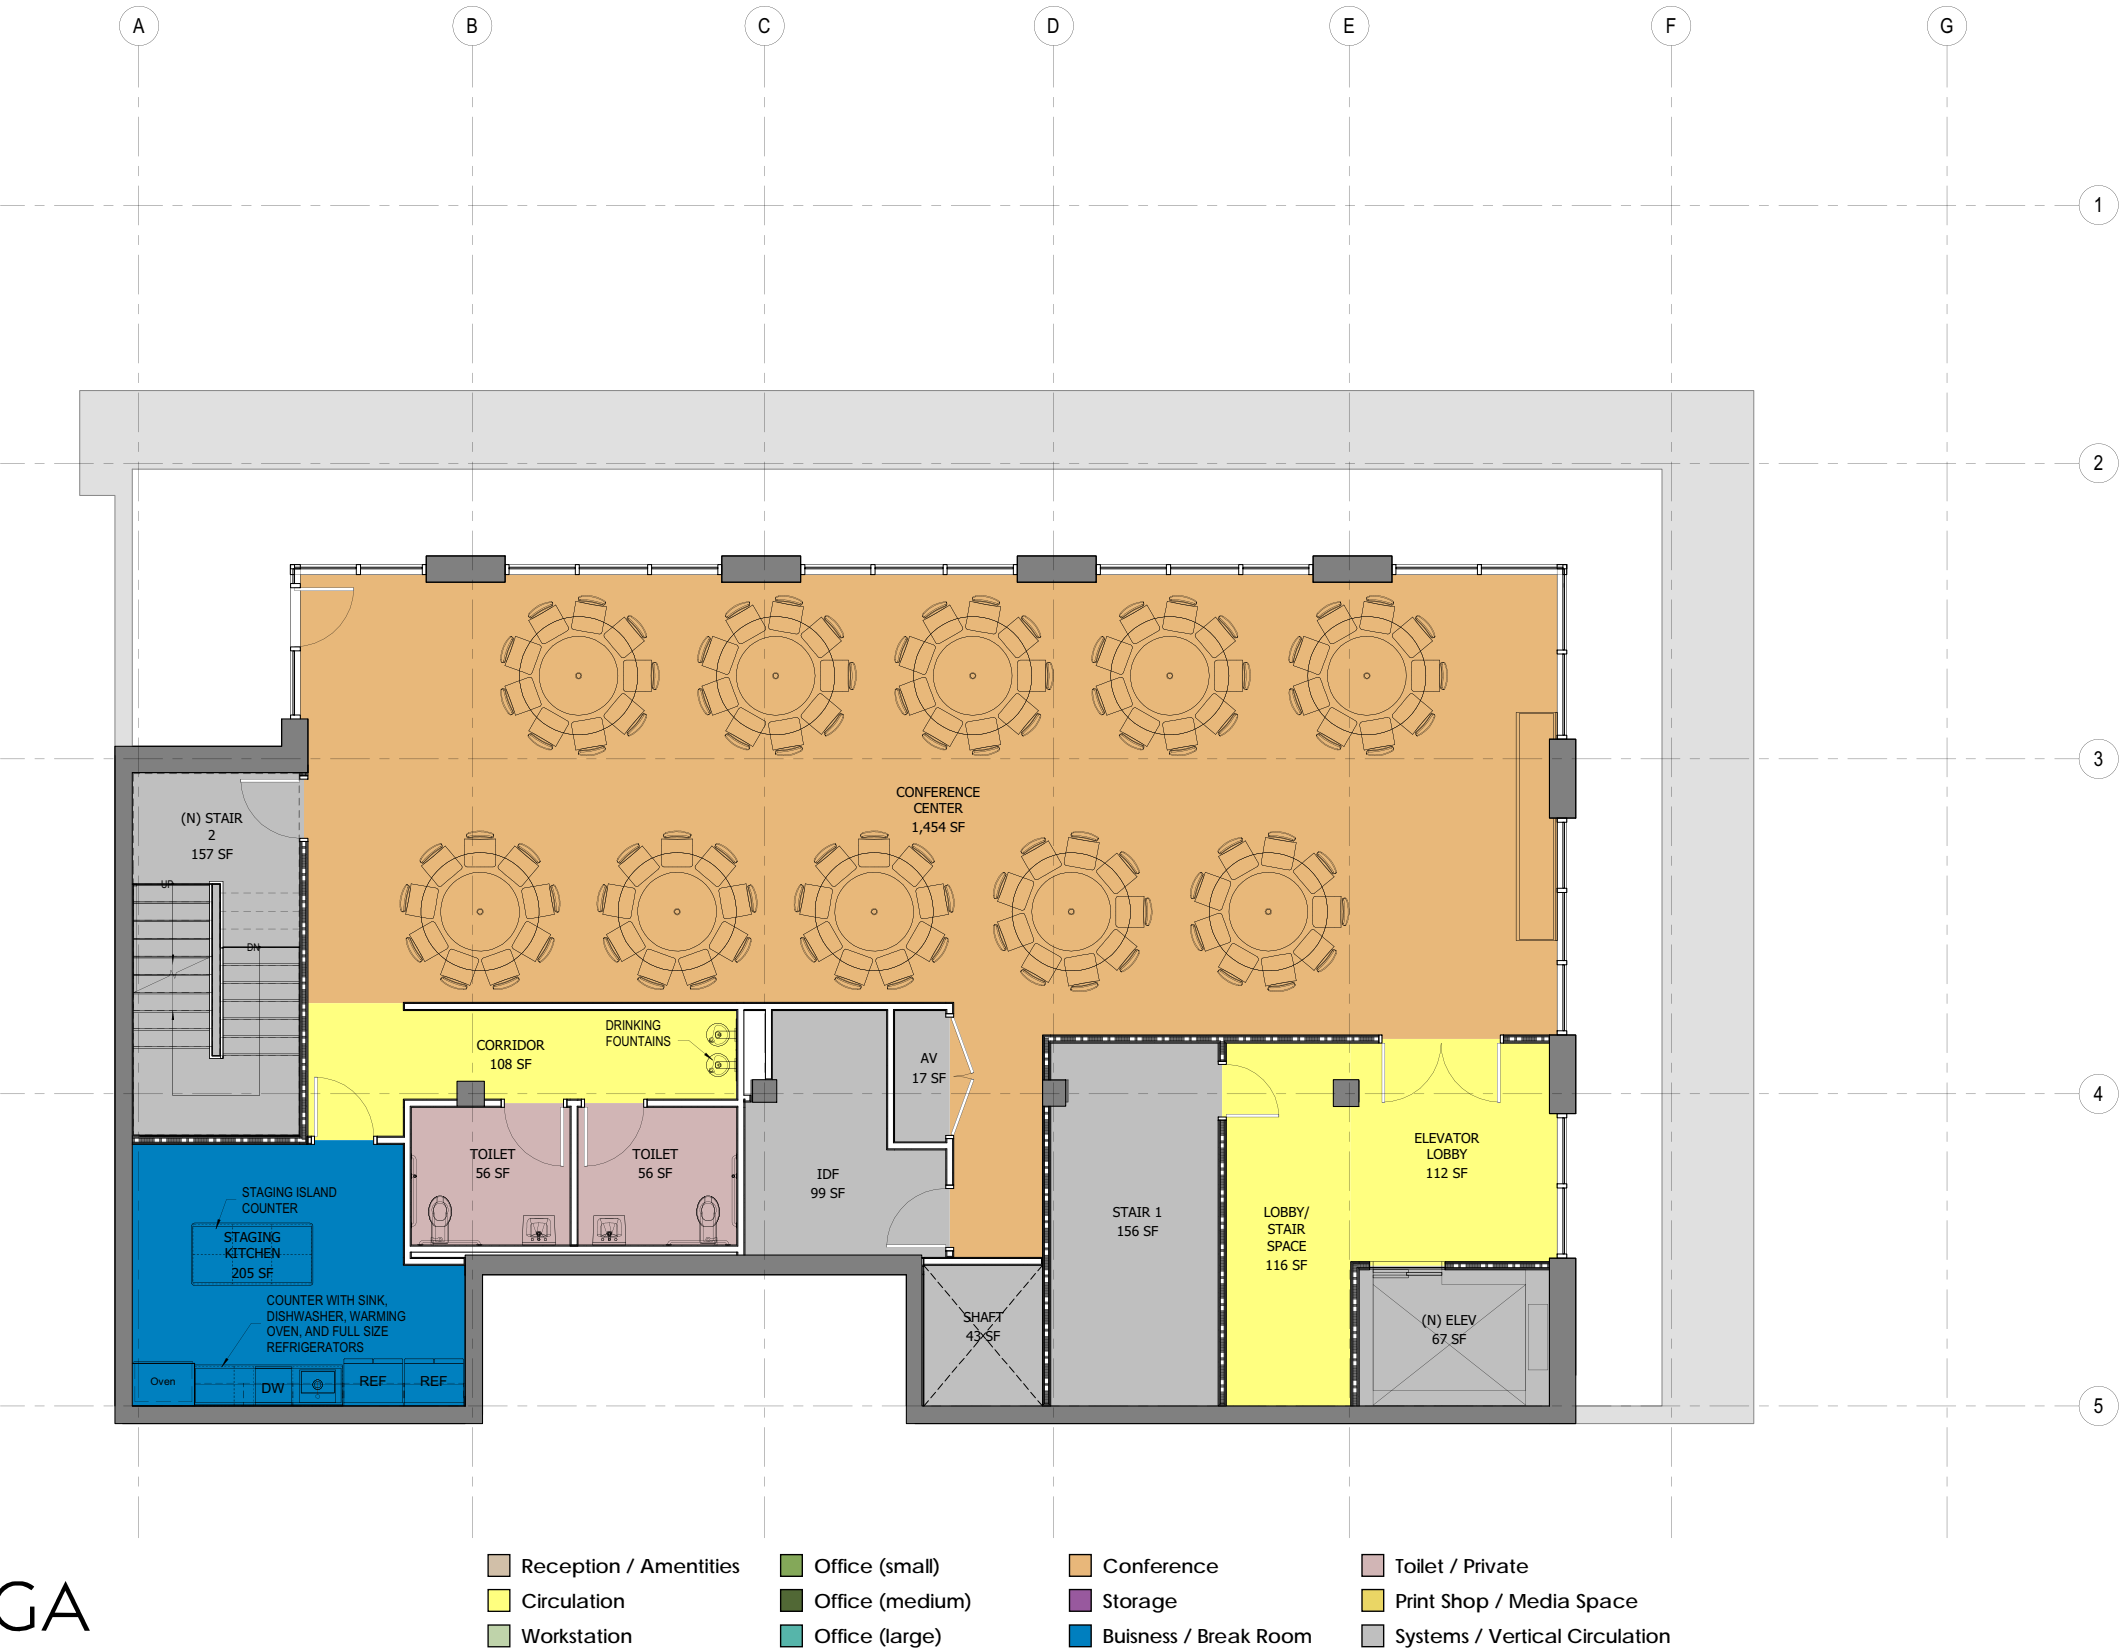 A B C D E F G
1
2
3
CONFERENCE
CENTER
1,454 SF
(N) STAIR
2
157 SF
UP
DN
DRINKING
FOUNTAINS
CORRIDOR
108 SF
AV
17 SF
4
ELEVATOR
LOBBY
112 SF
TOILET
56 SF
TOILET
56 SF
IDF
99 SF
STAGING ISLAND
COUNTER
STAGING
KITCHEN
205 SF
STAIR 1
156 SF
LOBBY/
STAIR
SPACE
116 SF
COUNTER WITH SINK,
DISHWASHER, WARMING
OVEN, AND FULL SIZE
REFRIGERATORS
SHAFT
43 SF
(N) ELEV
67 SF
Oven
DW
REF
REF
5
Reception / Amentities
Circulation
Workstation
Office (small)
Office (medium)
Office (large)
Conference
Storage
Buisness / Break Room
Toilet / Private
Print Shop / Media Space
Systems / Vertical Circulation
GA